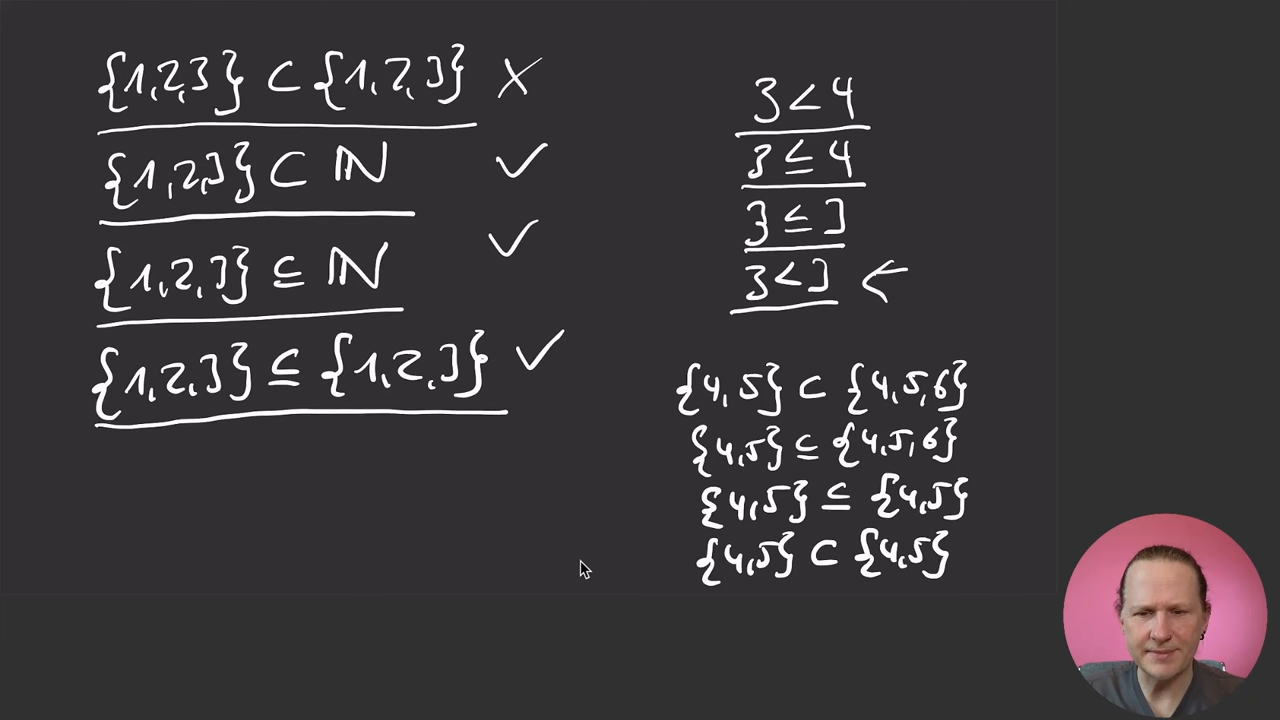 {1,2,3} ⊂ {1,2,3} ✗
{1,2,3} ⊂ ℕ ✓
{1,2,3} ⊆ ℕ ✓
{1,2,3} ⊆ {1,2,3} ✓
3 < 4
3 ≤ 4
3 ≤ 3
3 < 3 ←
{4,5} ⊂ {4,5,6}
{4,5} ⊆ {4,5,6}
{4,5} ⊆ {4,5}
{4,5} ⊂ {4,5}